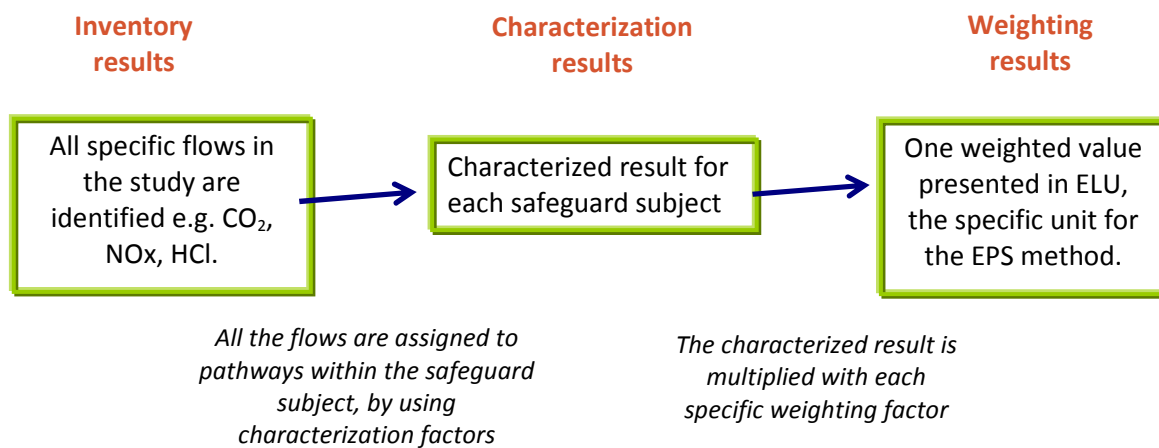 Inventory
results
Characterization
results
Weighting
results
All specific flows in
the study are
identified e.g. CO₂,
NOx, HCl.
Characterized result for
each safeguard subject
One weighted value
presented in ELU,
the specific unit for
the EPS method.
All the flows are assigned to
pathways within the safeguard
subject, by using
characterization factors
The characterized result is
multiplied with each
specific weighting factor